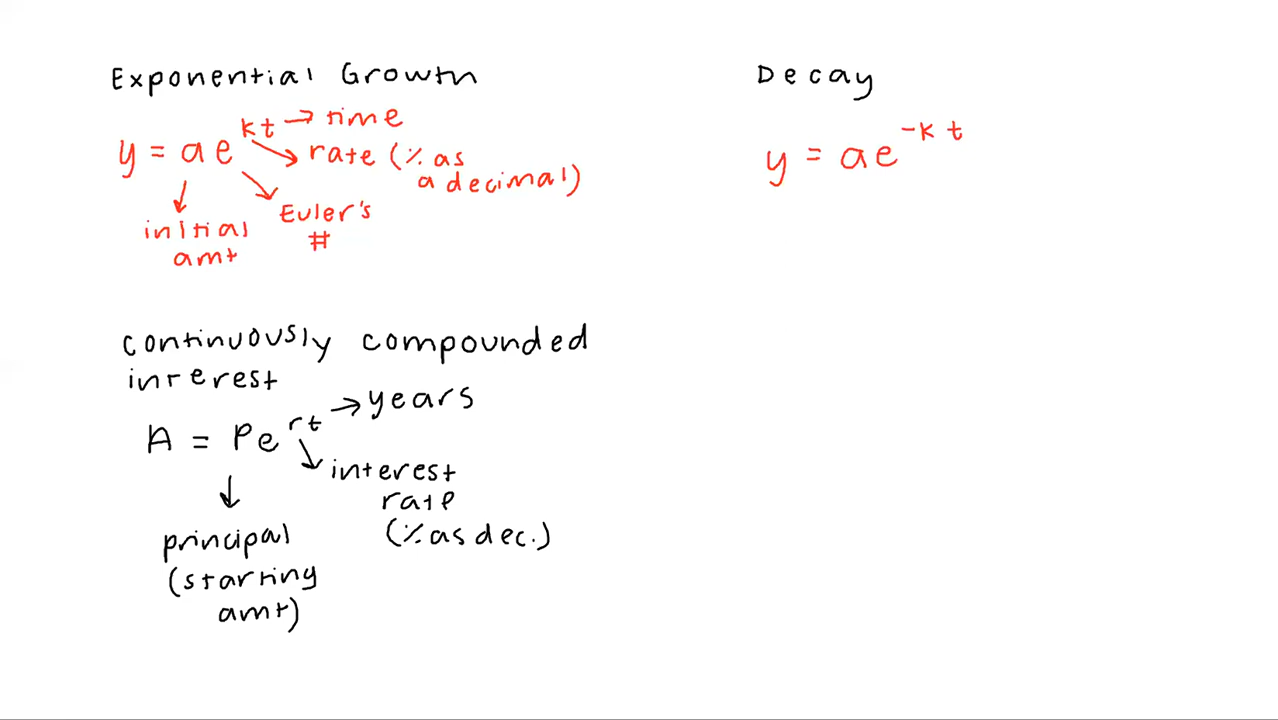 Exponential Growth
y = ae^kt → time
rate (% as
a decimal)
Euler's
#
initial
amt
Decay
y = ae^-kt
continuously compounded
interest
A = Pe^rt → years
interest
rate
(% as dec.)
principal
(starting
amt)